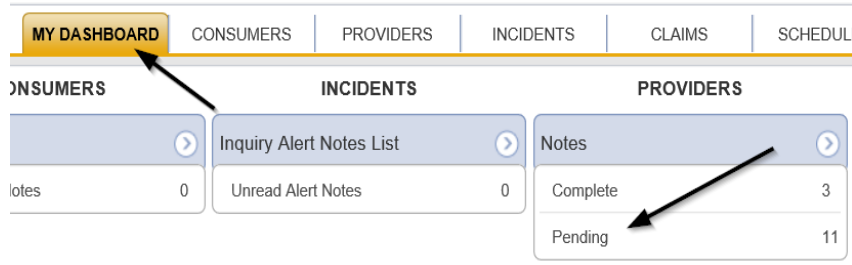 MY DASHBOARD CONSUMERS PROVIDERS INCIDENTS CLAIMS SCHEDUL
ONSUMERS INCIDENTS PROVIDERS
Inquiry Alert Notes List Notes
Notes 0 Unread Alert Notes 0 Complete 3
Pending 11